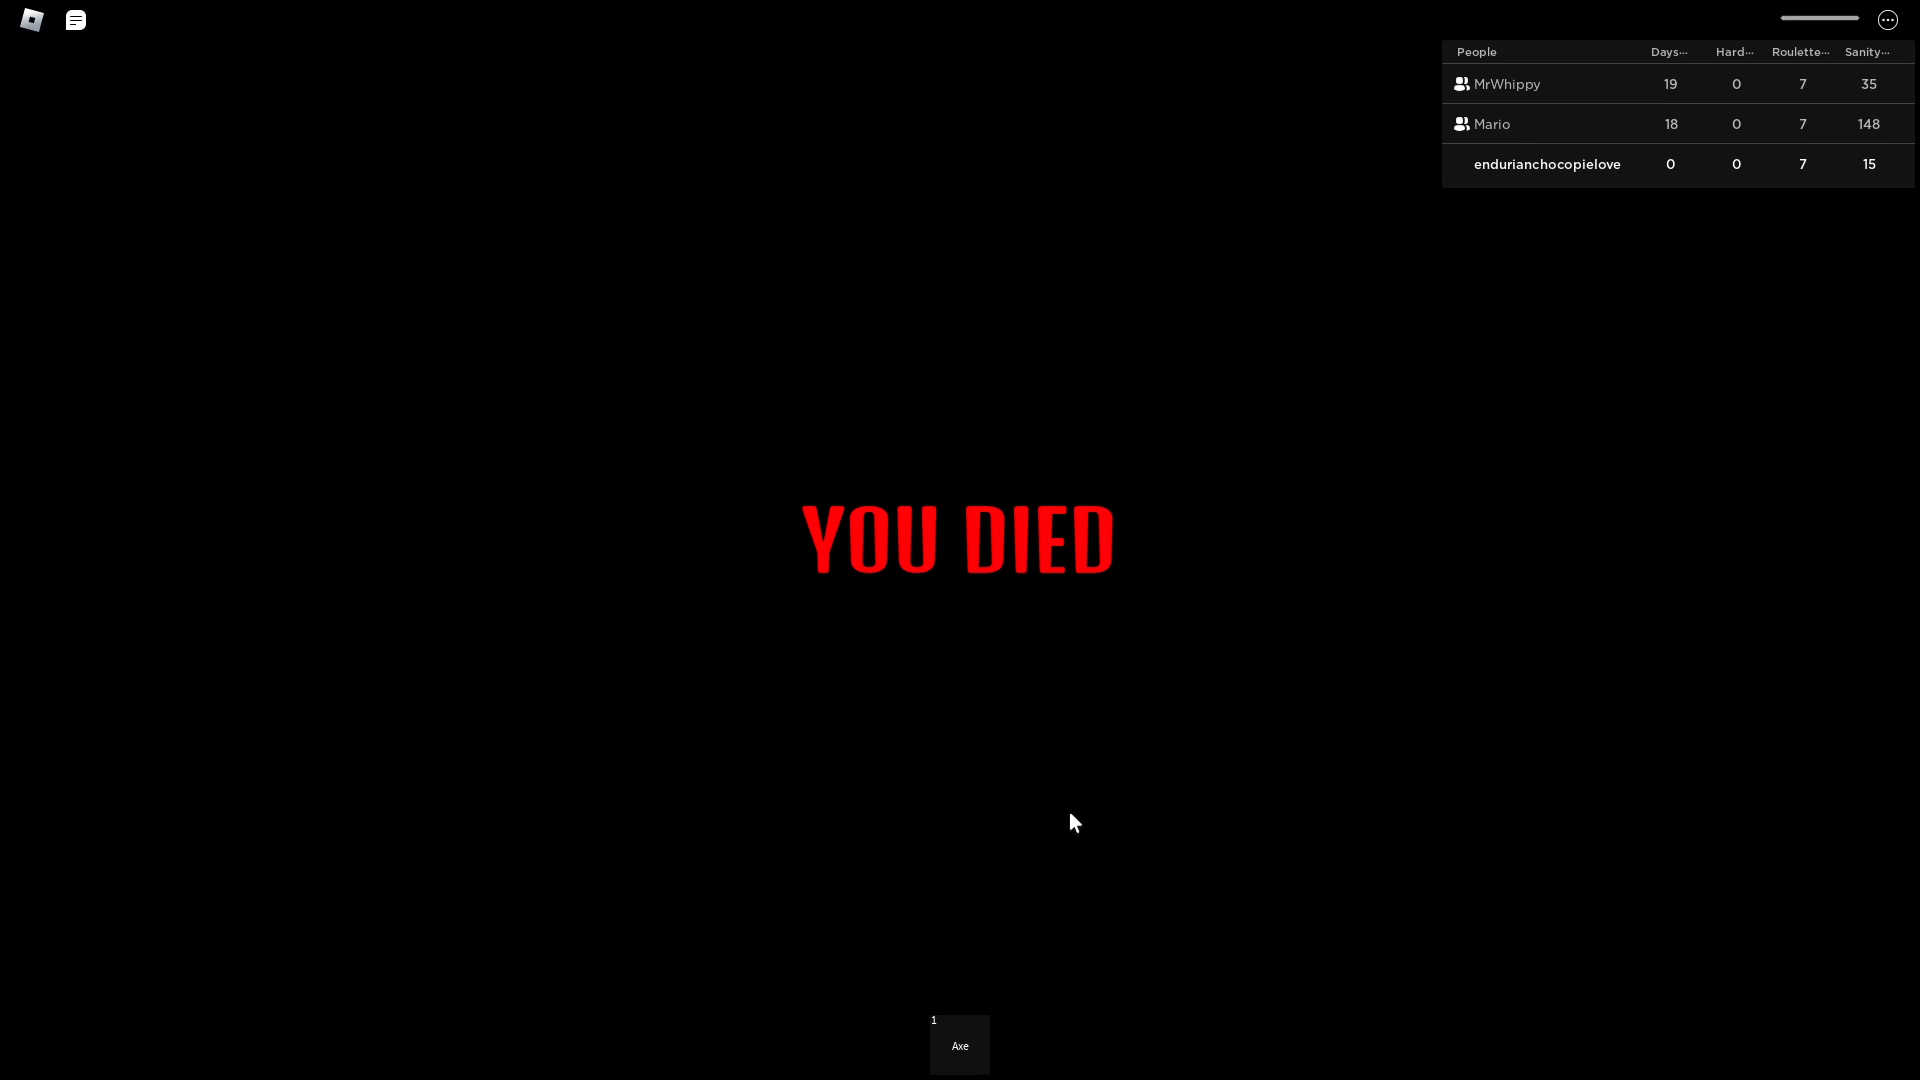 People Days... Hard... Roulette... Sanity...
MrWhippy 19 0 7 35
Mario 18 0 7 148
endurianchocopielove 0 0 7 15
YOU DIED
1
Axe